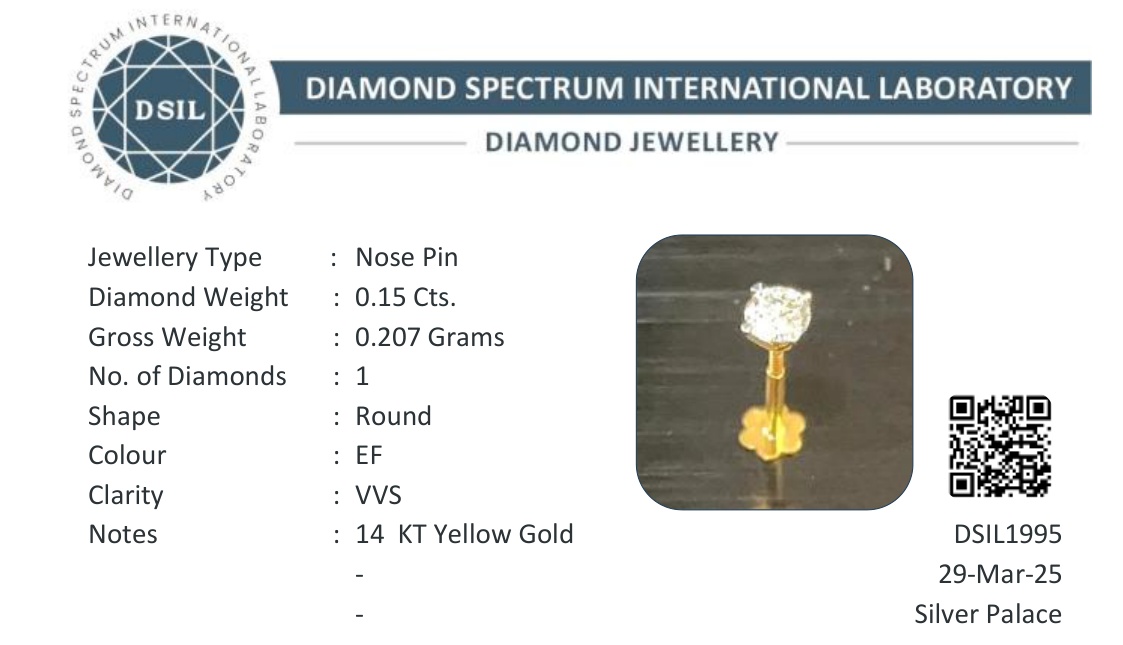 DIAMOND SPECTRUM INTERNATIONAL LABORATORY
DSIL
DIAMOND SPECTRUM INTERNATIONAL LABORATORY
DIAMOND JEWELLERY
Jewellery Type : Nose Pin
Diamond Weight : 0.15 Cts.
Gross Weight : 0.207 Grams
No. of Diamonds : 1
Shape : Round
Colour : EF
Clarity : VVS
Notes : 14 KT Yellow Gold
-
-
DSIL1995
29-Mar-25
Silver Palace